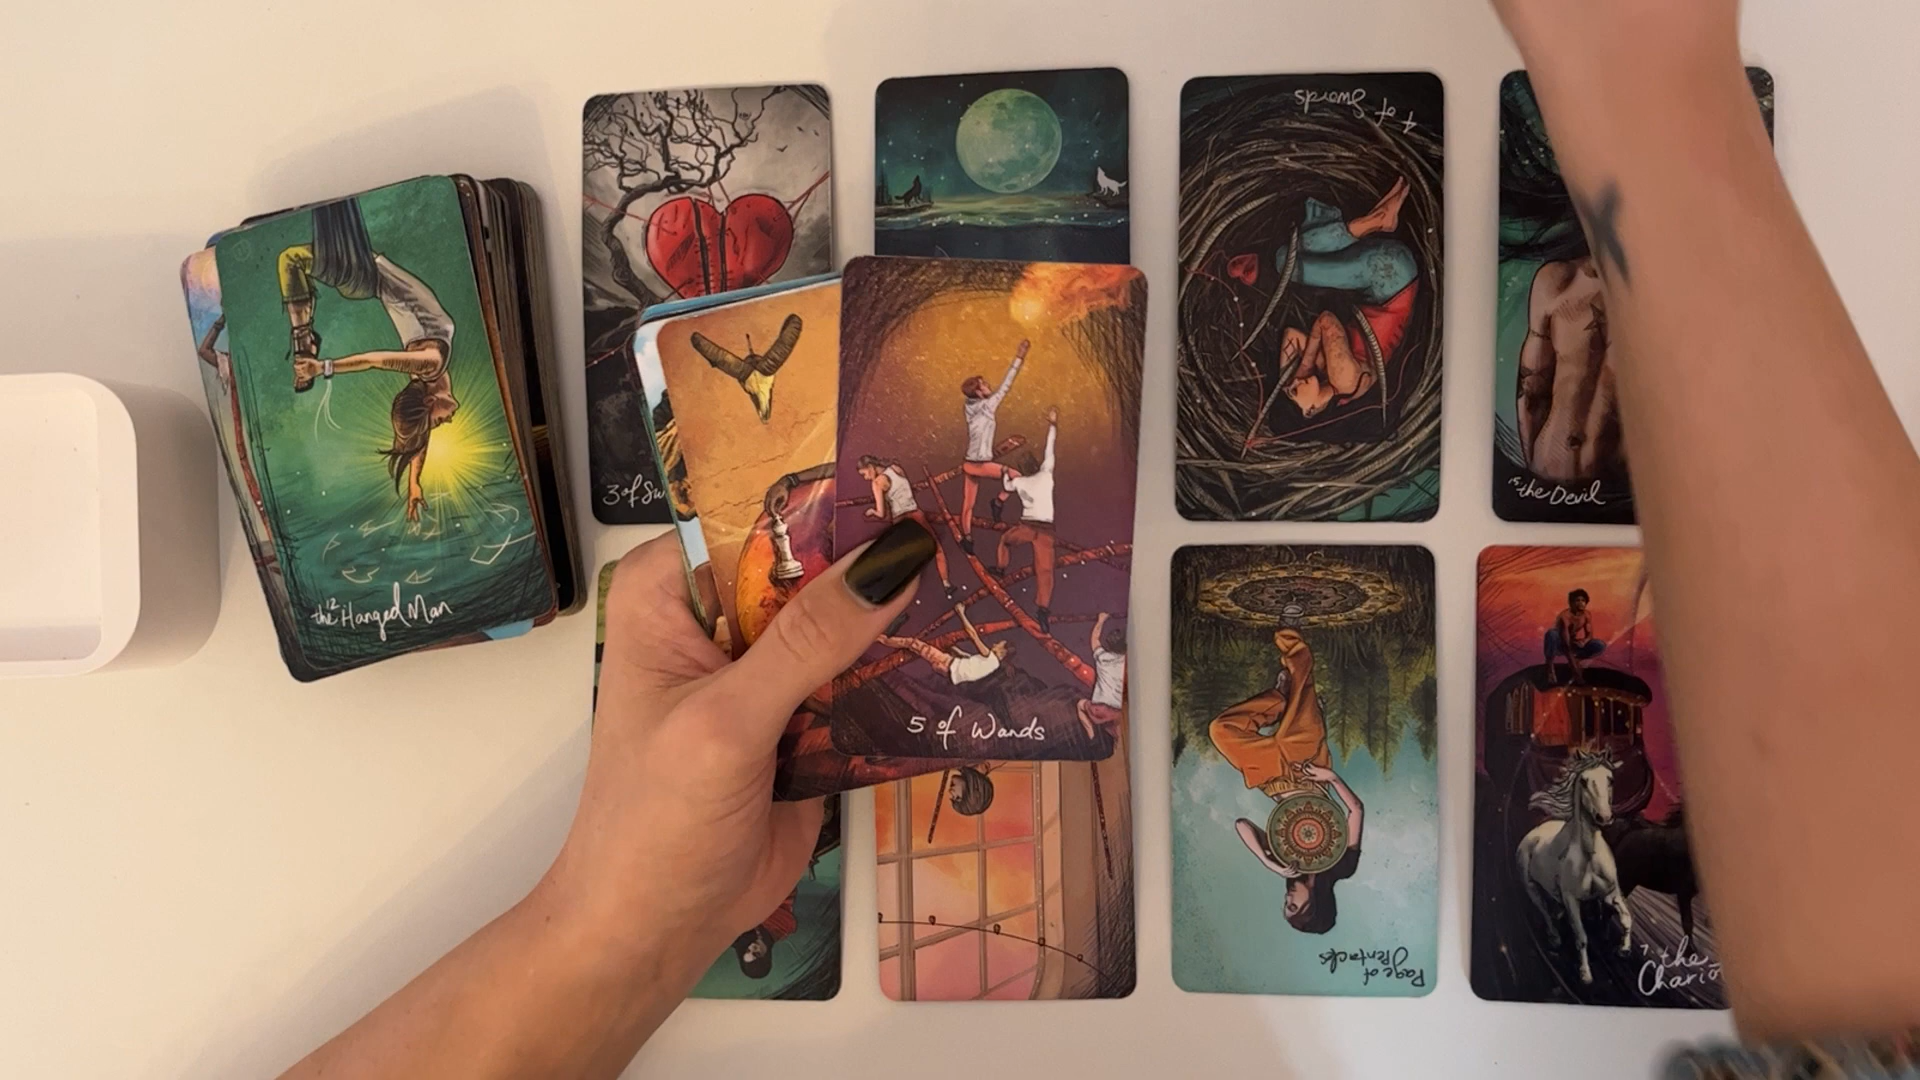 4 of Swords
3 of Sw
15 the Devil
12
the Hanged Man
5 of Wands
Page of
Pentacles
7. the
Chario